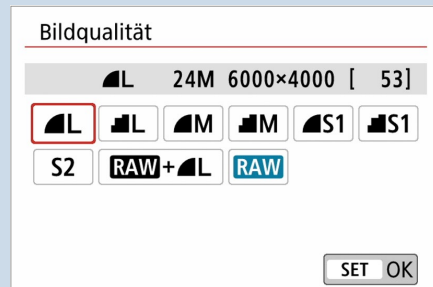 Bildqualität
L 24M 6000×4000 [ 53]
L L M M S1 S1
S2 RAW+L RAW
SET OK